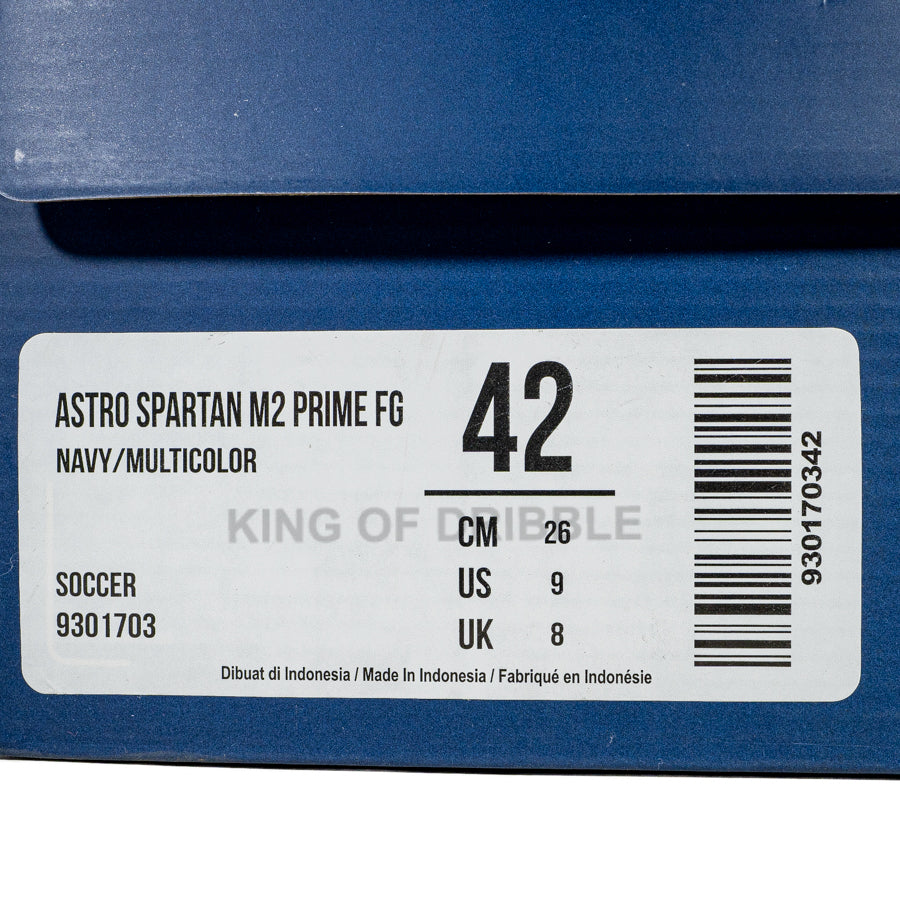 ASTRO SPARTAN M2 PRIME FG
NAVY/MULTICOLOR
SOCCER
9301703
42
CM 26
US 9
UK 8
KING OF DRIBBLE
Dibuat di Indonesia / Made In Indonesia / Fabriqué en Indonésie
930170342